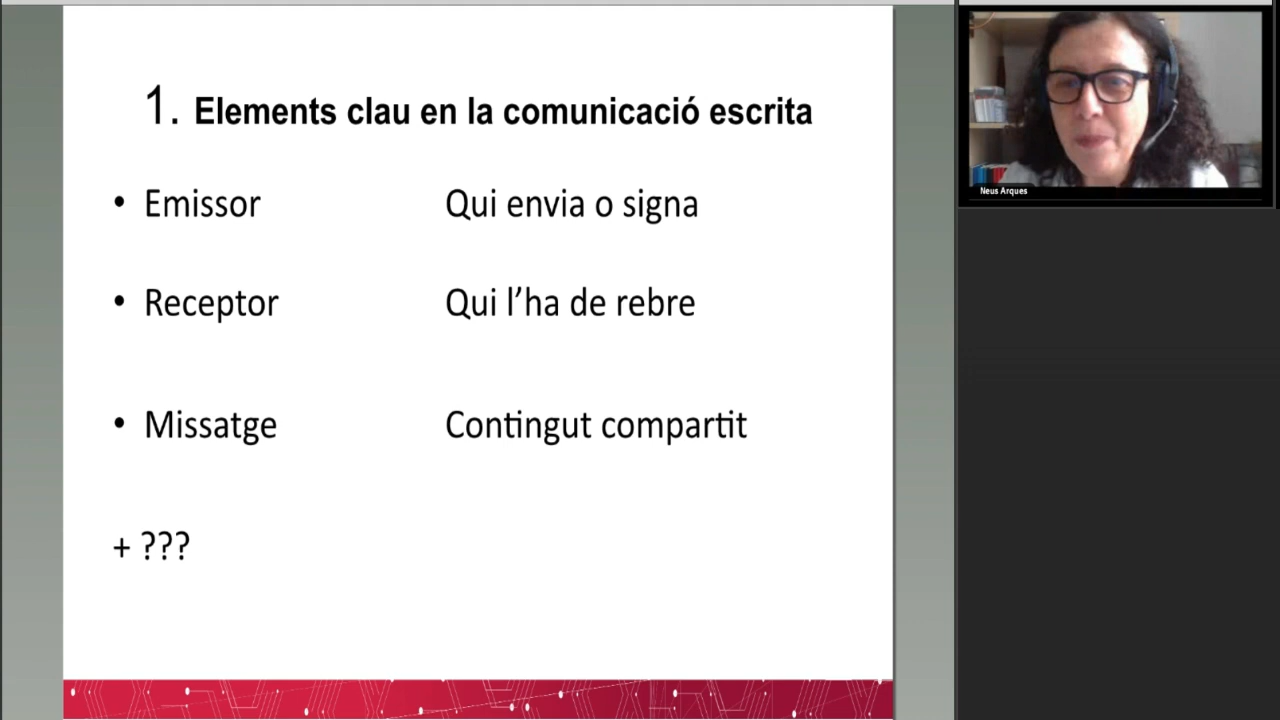 1. Elements clau en la comunicació escrita
• Emissor Qui envia o signa
• Receptor Qui l’ha de rebre
• Missatge Contingut compartit
+ ???
Neus Arques